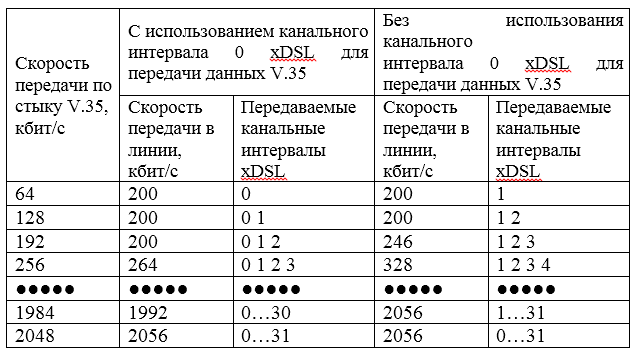 Скорость
передачи по
стыку V.35,
кбит/с
С использованием канального
интервала 0 xDSL для
передачи данных V.35
Без использования
канального
интервала 0 xDSL для
передачи данных V.35
Скорость
передачи в
линии,
кбит/с
Передаваемые
канальные
интервалы
xDSL
Скорость
передачи в
линии,
кбит/с
Передаваемые
канальные
интервалы
xDSL
64 200 0 200 1
128 200 0 1 200 1 2
192 200 0 1 2 246 1 2 3
256 264 0 1 2 3 328 1 2 3 4
●●●●● ●●●●● ●●●●● ●●●●● ●●●●●
1984 1992 0…30 2056 1…31
2048 2056 0…31 2056 0…31